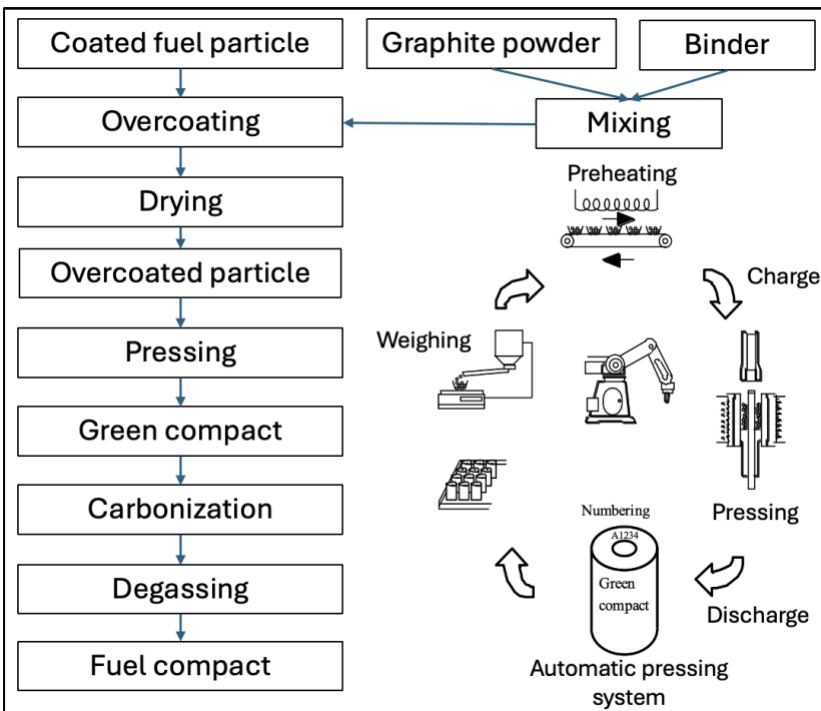 Coated fuel particle
Graphite powder
Binder
Overcoating
Mixing
Drying
Overcoated particle
Pressing
Green compact
Carbonization
Degassing
Fuel compact
Preheating
Charge
Weighing
Pressing
Numbering
A1234
Green
compact
Discharge
Automatic pressing
system